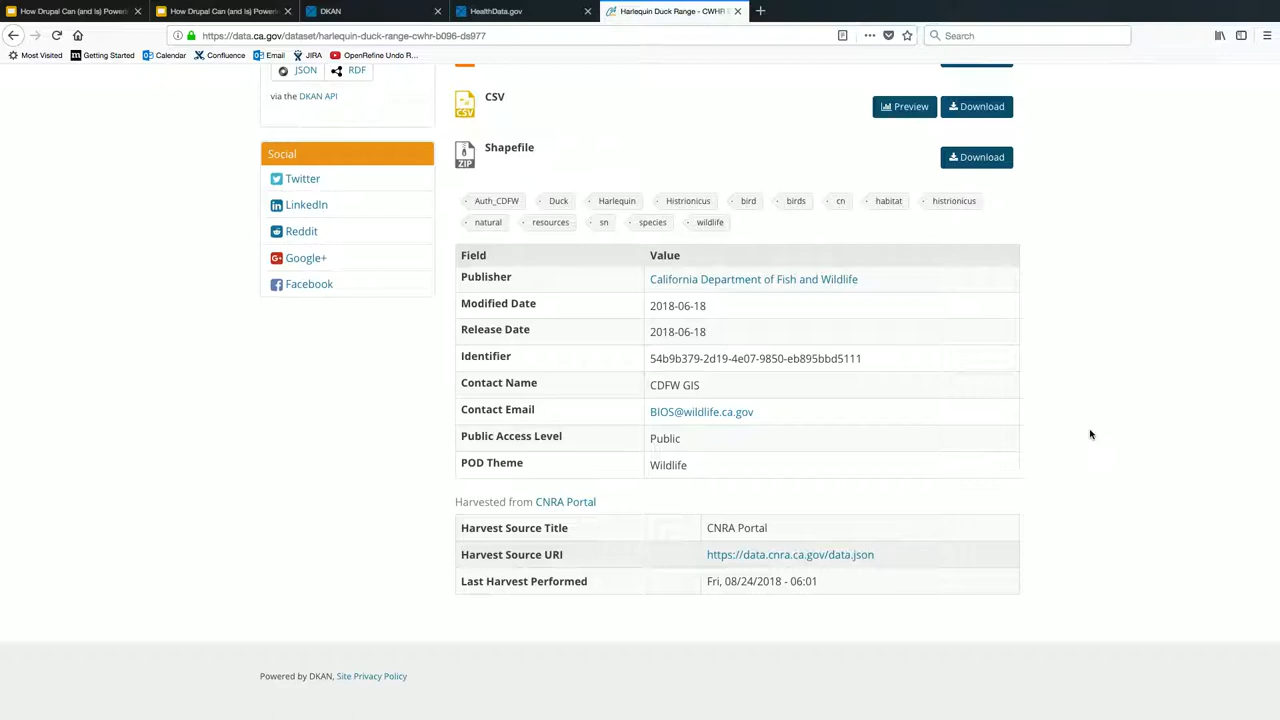 How Drupal Can (and Is) Power
How Drupal Can (and Is) Power
DKAN
HealthData.gov
Harlequin Duck Range - CWHR
https://data.ca.gov/dataset/harlequin-duck-range-cwhr-b096-ds977
Search
Most Visited
Getting Started
Calendar
Confluence
Email
JIRA
OpenRefine Undo R...
JSON
RDF
via the DKAN API
Social
Twitter
LinkedIn
Reddit
Google+
Facebook
CSV
CSV
Preview
Download
ZIP
Shapefile
Download
Auth_CDFW Duck Harlequin Histrionicus bird birds cn habitat histrionicus
natural resources sn species wildlife
Field Value
Publisher California Department of Fish and Wildlife
Modified Date 2018-06-18
Release Date 2018-06-18
Identifier 54b9b379-2d19-4e07-9850-eb895bbd5111
Contact Name CDFW GIS
Contact Email BIOS@wildlife.ca.gov
Public Access Level Public
POD Theme Wildlife
Harvested from CNRA Portal
Harvest Source Title CNRA Portal
Harvest Source URI https://data.cnra.ca.gov/data.json
Last Harvest Performed Fri, 08/24/2018 - 06:01
Powered by DKAN, Site Privacy Policy